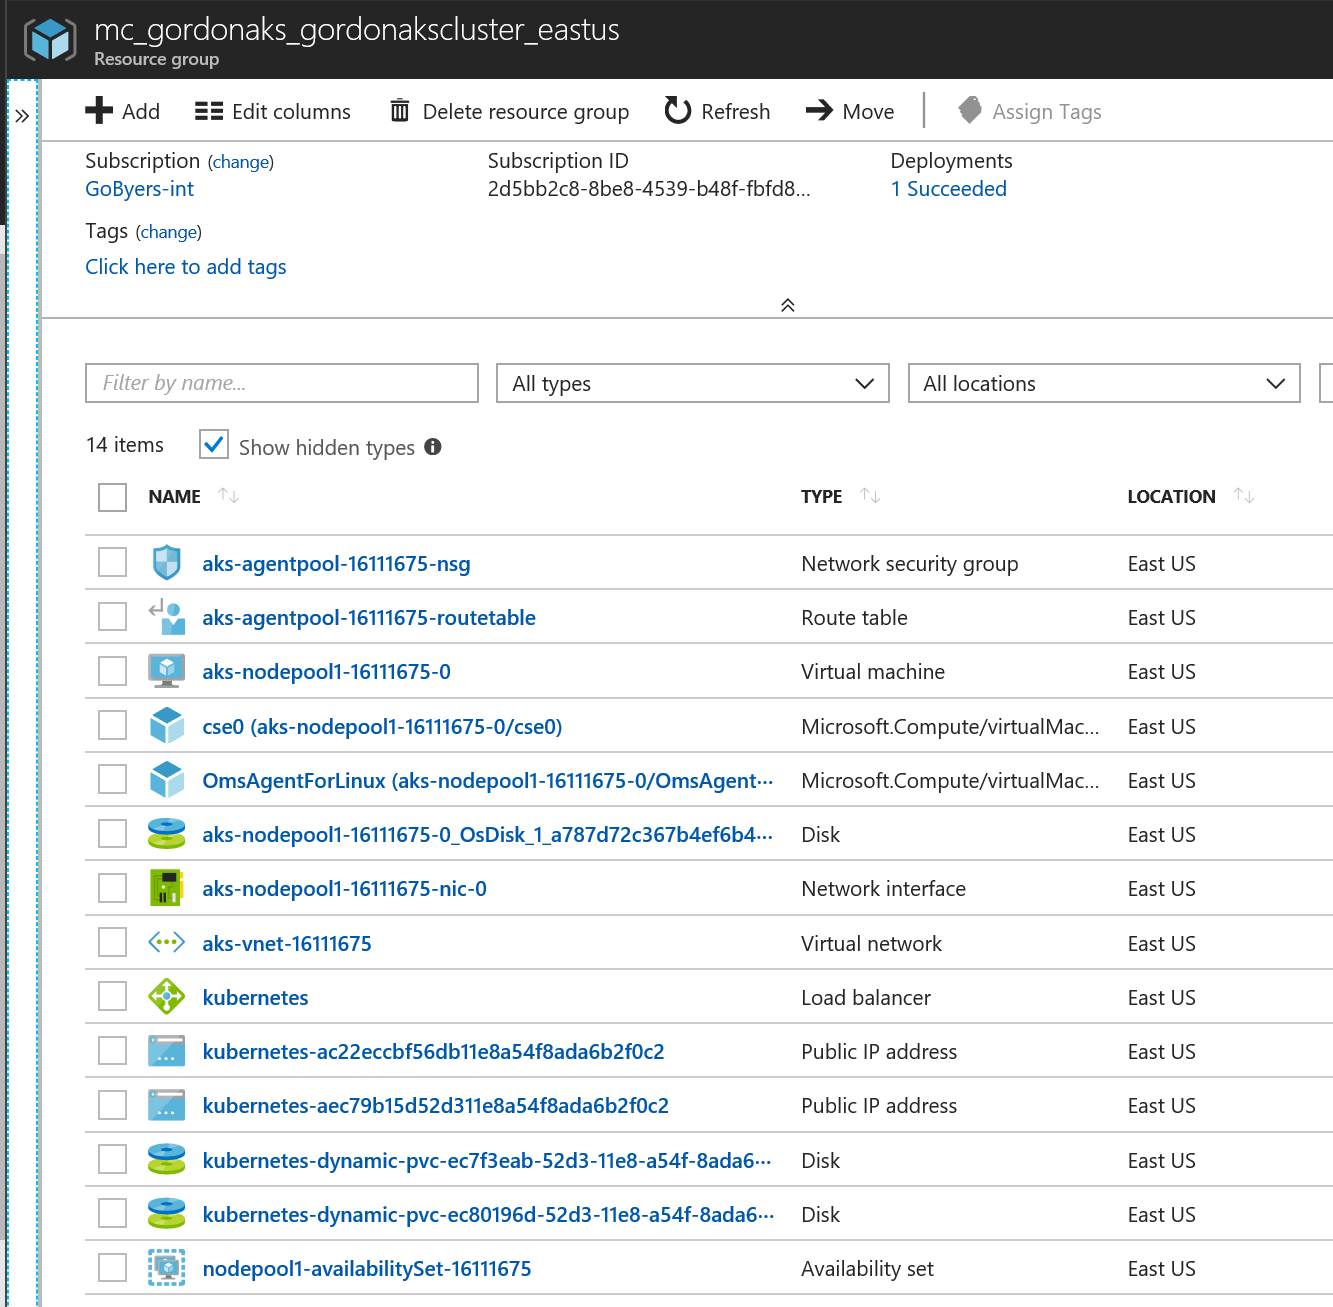 mc_gordonaks_gordonakscluster_eastus
Resource group
Add Edit columns Delete resource group Refresh Move Assign Tags
Subscription (change) Subscription ID Deployments
GoByers-int 2d5bb2c8-8be8-4539-b48f-fbfd8... 1 Succeeded
Tags (change)
Click here to add tags
Filter by name... All types All locations
14 items Show hidden types
NAME TYPE LOCATION
aks-agentpool-16111675-nsg Network security group East US
aks-agentpool-16111675-routetable Route table East US
aks-nodepool1-16111675-0 Virtual machine East US
cse0 (aks-nodepool1-16111675-0/cse0) Microsoft.Compute/virtualMac... East US
OmsAgentForLinux (aks-nodepool1-16111675-0/OmsAgent··· Microsoft.Compute/virtualMac... East US
aks-nodepool1-16111675-0_OsDisk_1_a787d72c367b4ef6b4··· Disk East US
aks-nodepool1-16111675-nic-0 Network interface East US
aks-vnet-16111675 Virtual network East US
kubernetes Load balancer East US
kubernetes-ac22eccbf56db11e8a54f8ada6b2f0c2 Public IP address East US
kubernetes-aec79b15d52d311e8a54f8ada6b2f0c2 Public IP address East US
kubernetes-dynamic-pvc-ec7f3eab-52d3-11e8-a54f-8ada6··· Disk East US
kubernetes-dynamic-pvc-ec80196d-52d3-11e8-a54f-8ada6··· Disk East US
nodepool1-availabilitySet-16111675 Availability set East US